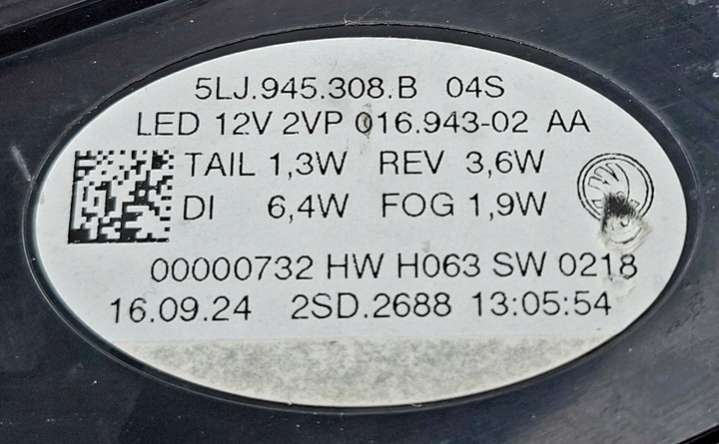 5LJ.945.308.B 04S
LED 12V 2VP 016.943-02 AA
TAIL 1,3W REV 3,6W
DI 6,4W FOG 1,9W
00000732 HW H063 SW 0218
16.09.24 2SD.2688 13:05:54